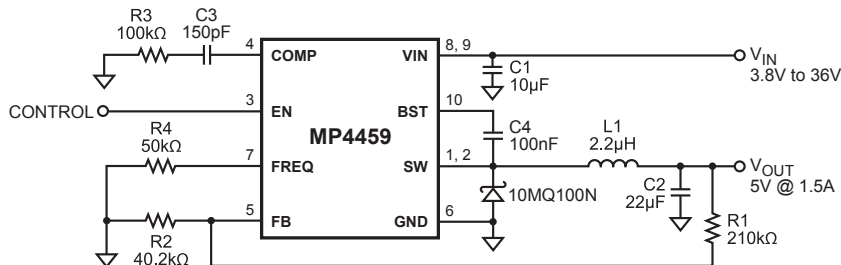 R3
100kΩ
C3
150pF
4
COMP
VIN
8, 9
C1
10µF
V_IN
3.8V to 36V
CONTROL
3
EN
BST
10
C4
100nF
MP4459
R4
50kΩ
7
FREQ
SW
1, 2
L1
2.2µH
V_OUT
5V @ 1.5A
10MQ100N
C2
22µF
R1
210kΩ
R2
40.2kΩ
5
FB
GND
6